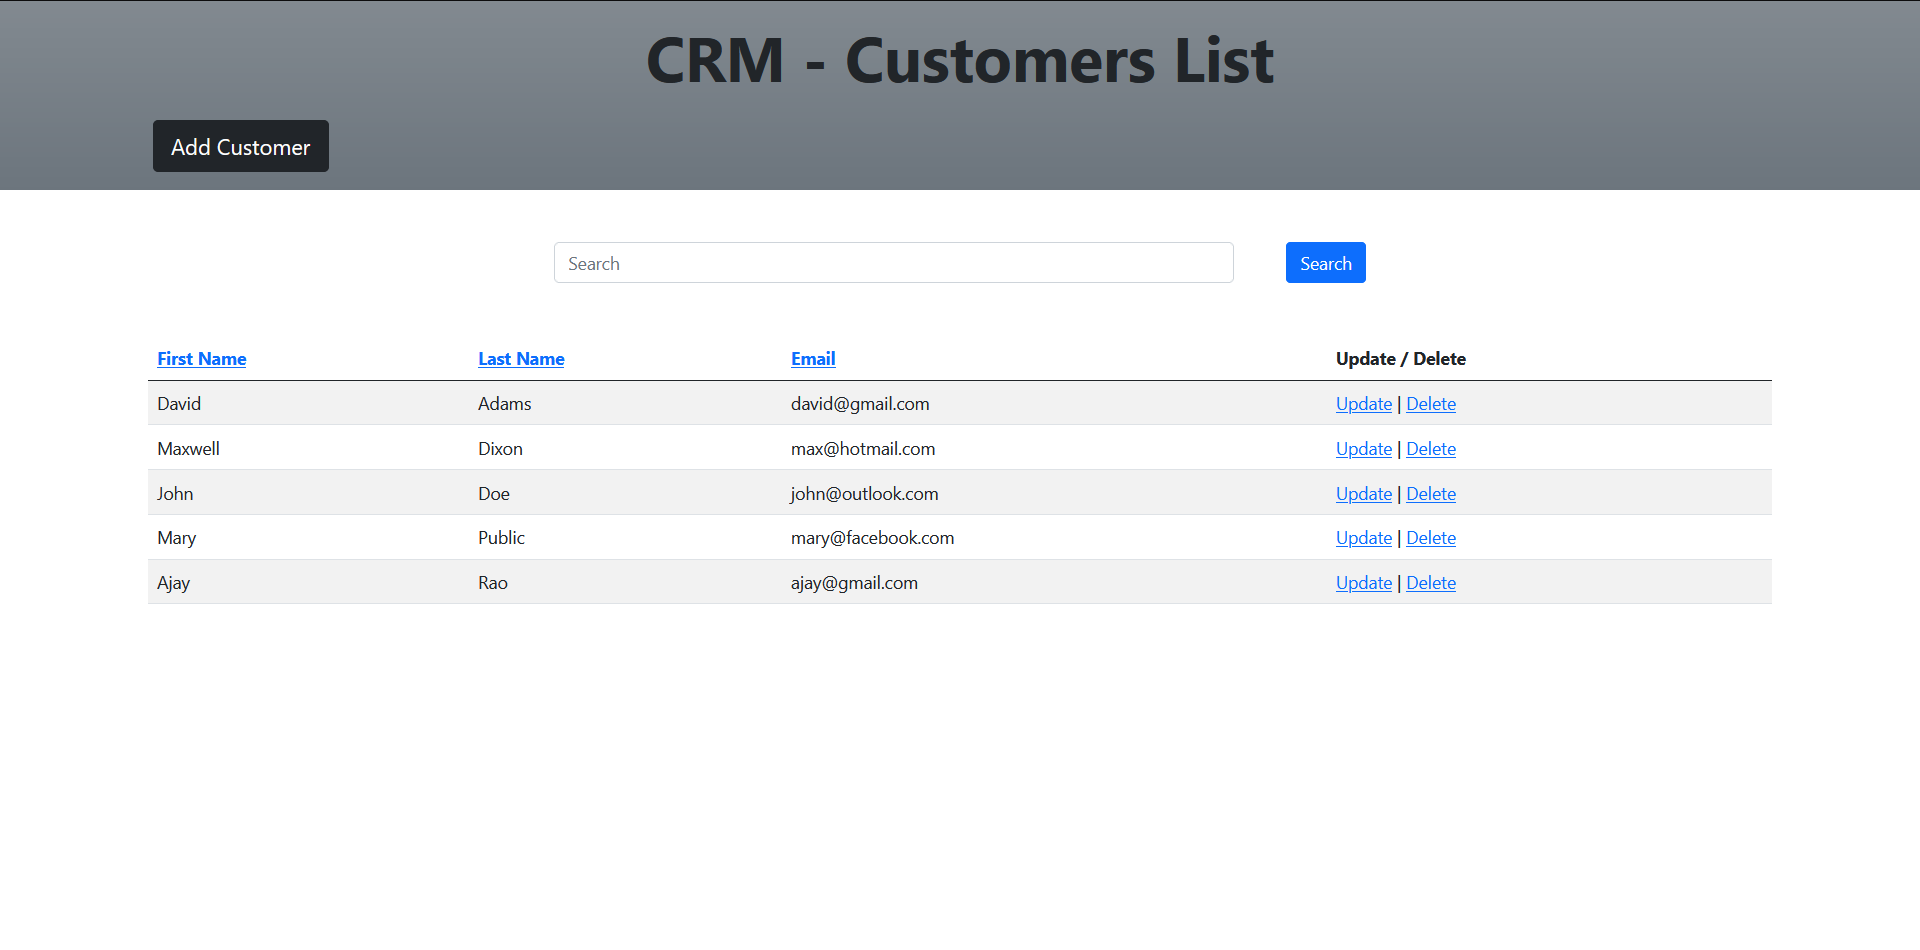 CRM - Customers List
Add Customer
Search Search
First Name Last Name Email Update / Delete
David Adams david@gmail.com Update | Delete
Maxwell Dixon max@hotmail.com Update | Delete
John Doe john@outlook.com Update | Delete
Mary Public mary@facebook.com Update | Delete
Ajay Rao ajay@gmail.com Update | Delete